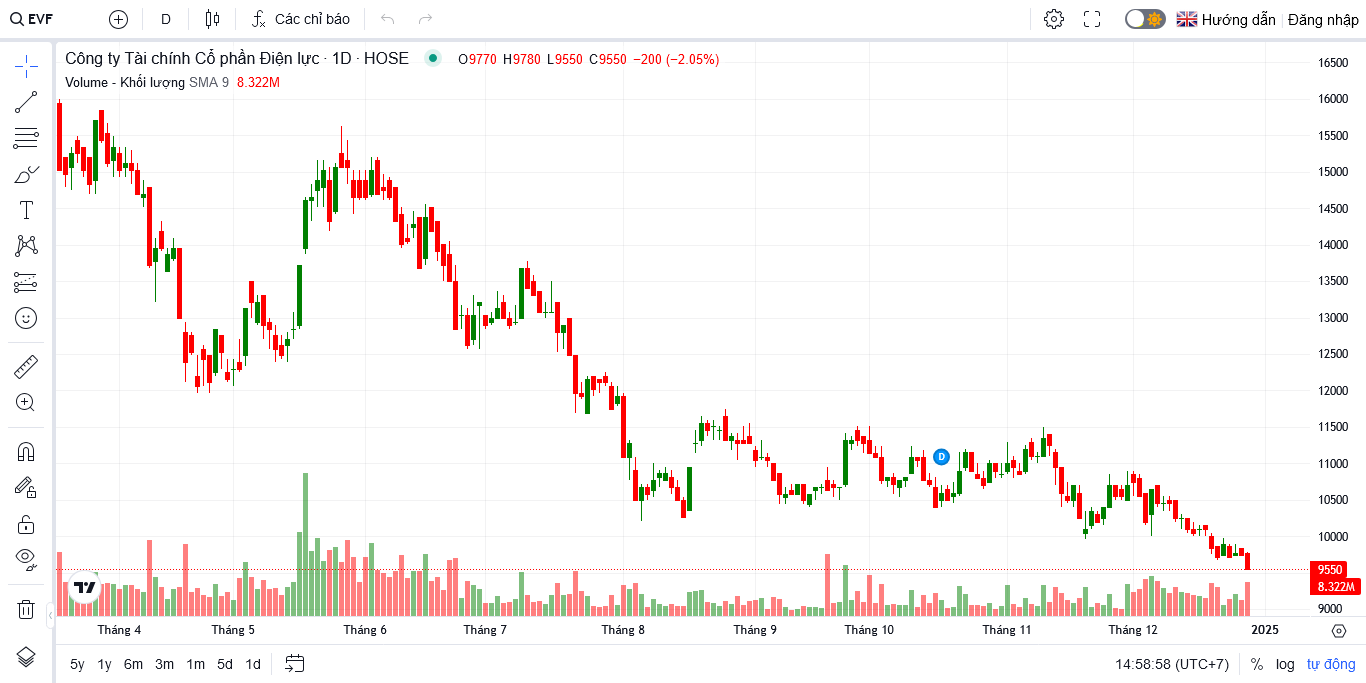 EVF D Các chỉ báo Hướng dẫn Đăng nhập
Công ty Tài chính Cổ phần Điện lực · 1D · HOSE O9770 H9780 L9550 C9550 −200 (−2.05%)
Volume - Khối lượng SMA 9 8.322M
16500
16000
15500
15000
14500
14000
13500
13000
12500
12000
11500
11000
D
10500
10000
9550
8.322M
9000
Tháng 4 Tháng 5 Tháng 6 Tháng 7 Tháng 8 Tháng 9 Tháng 10 Tháng 11 Tháng 12 2025
5y 1y 6m 3m 1m 5d 1d 14:58:58 (UTC+7) % log tự động